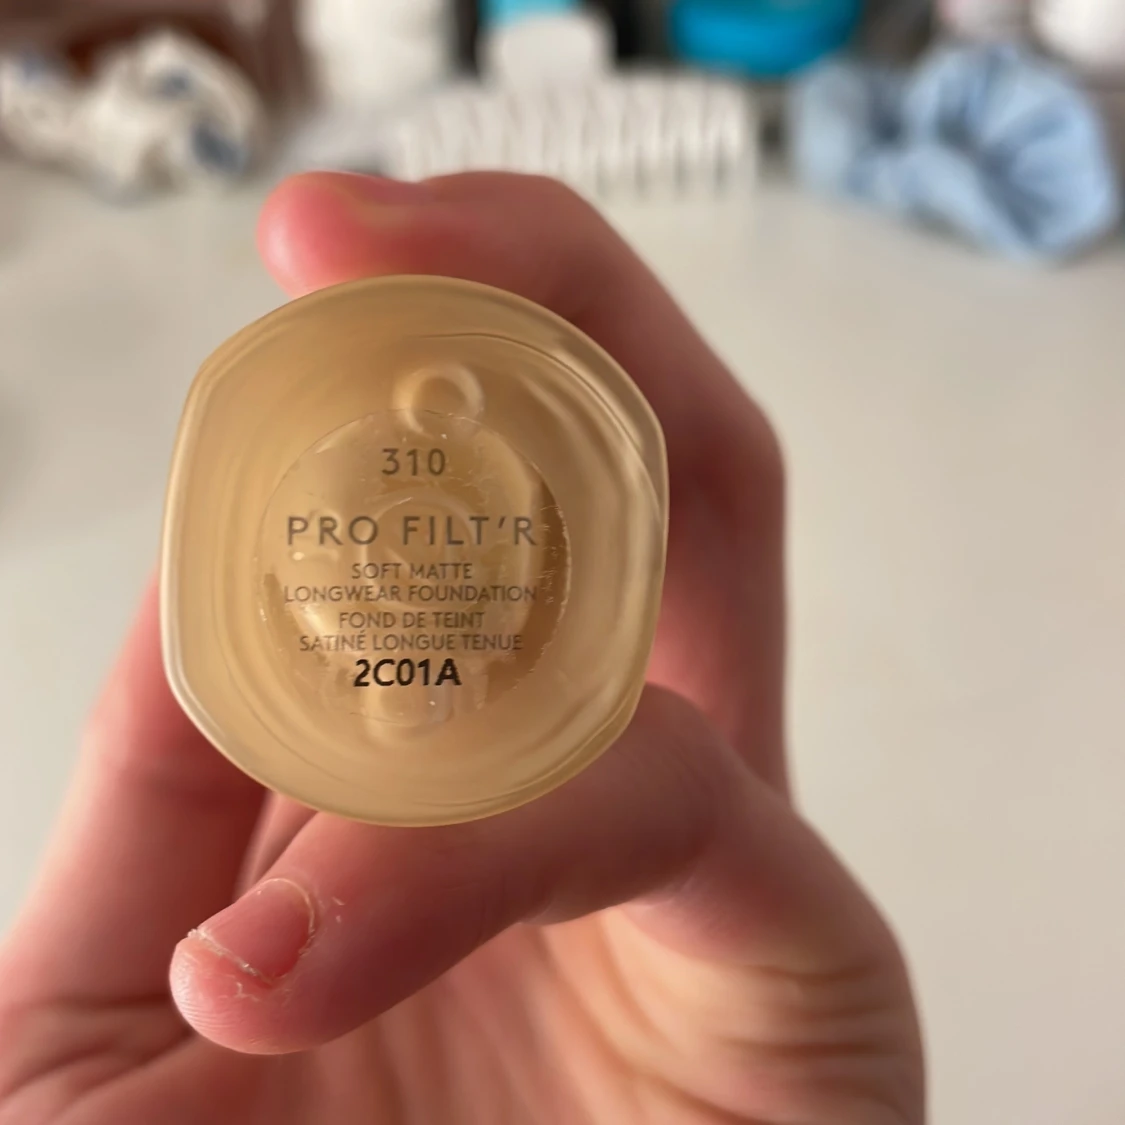 310
PRO FILT'R
SOFT MATTE
LONGWEAR FOUNDATION
FOND DE TEINT
SATINÉ LONGUE TENUE
2C01A